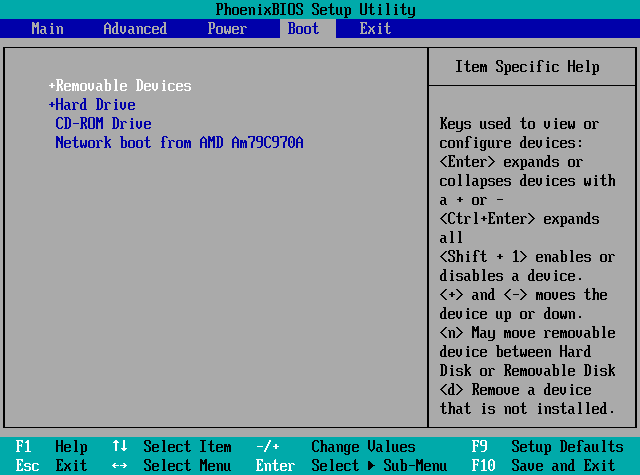 PhoenixBIOS Setup Utility
Main Advanced Power Boot Exit
Item Specific Help
+Removable Devices
+Hard Drive
CD-ROM Drive
Network boot from AMD Am79C970A
Keys used to view or
configure devices:
<Enter> expands or
collapses devices with
a + or -
<Ctrl+Enter> expands
all
<Shift + 1> enables or
disables a device.
<+> and <-> moves the
device up or down.
<n> May move removable
device between Hard
Disk or Removable Disk
<d> Remove a device
that is not installed.
F1 Help ↑↓ Select Item -/+ Change Values F9 Setup Defaults
Esc Exit ↔ Select Menu Enter Select ▶ Sub-Menu F10 Save and Exit